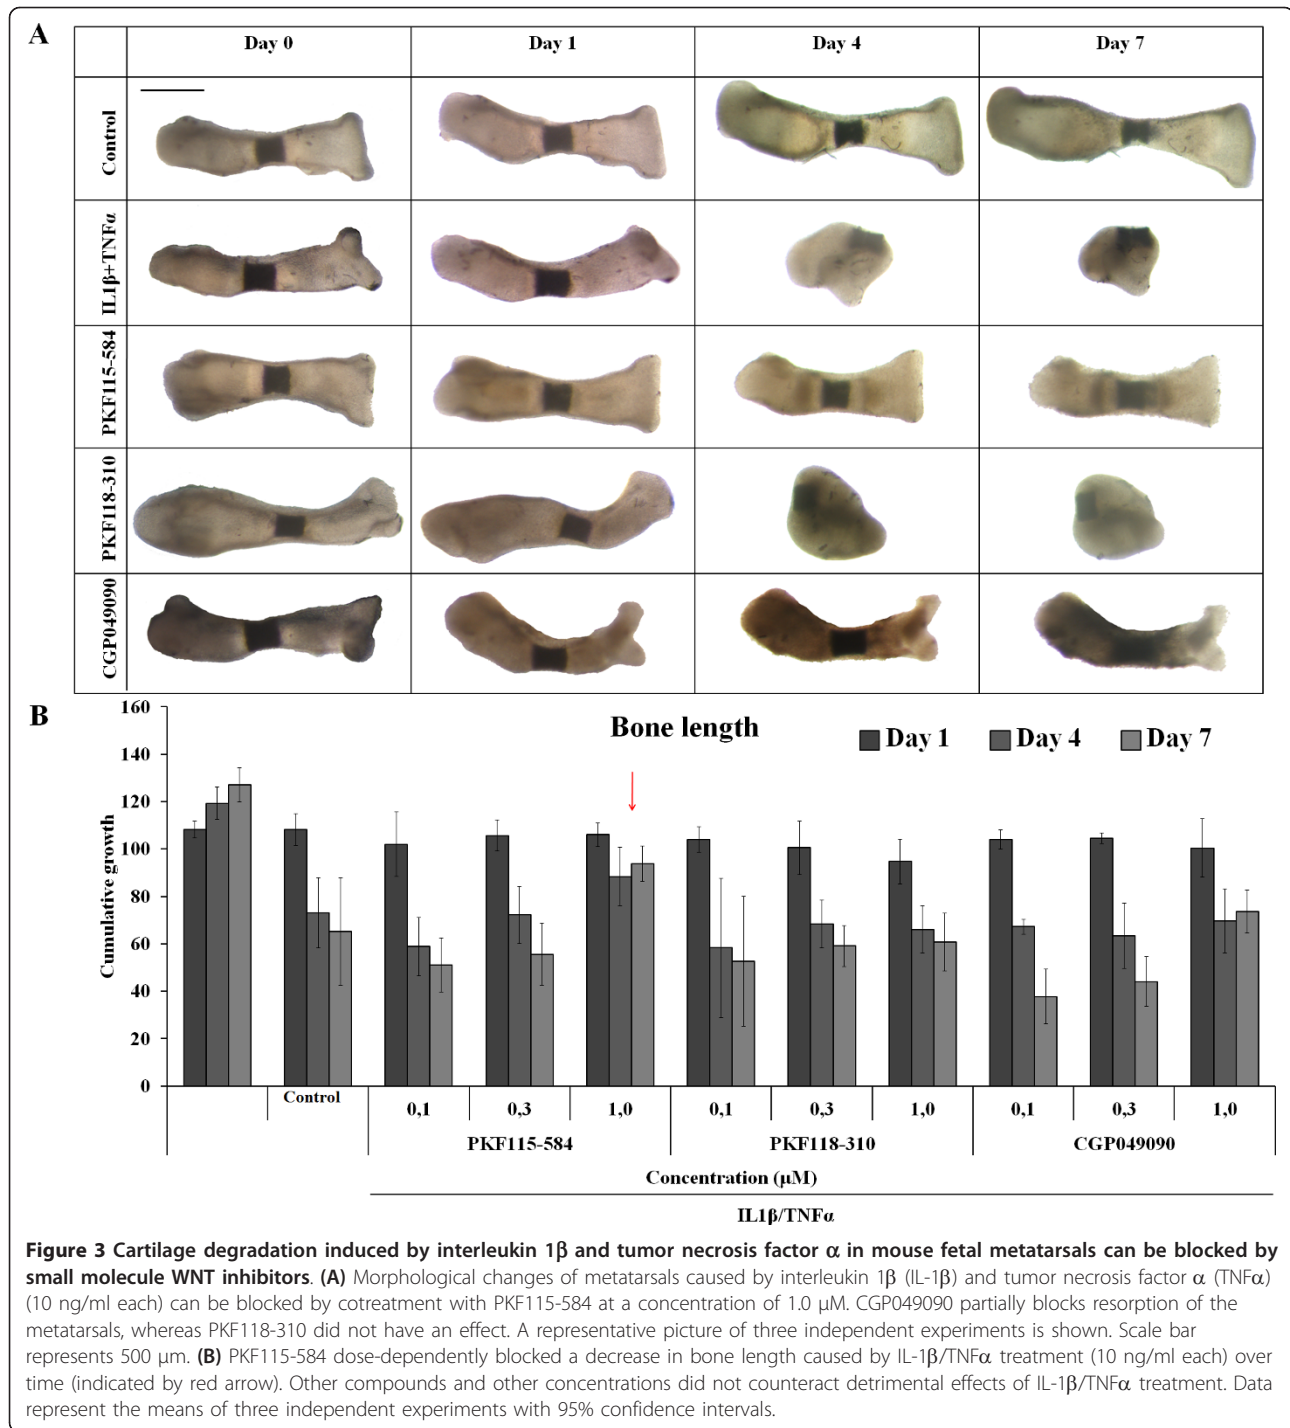 A
Day 0 Day 1 Day 4 Day 7
Control
IL1β+TNFα
PKF115-584
PKF118-310
CGP049090
B
Bone length
Day 1 Day 4 Day 7
Cumulative growth
160
140
120
100
80
60
40
20
0
Control
0,1 0,3 1,0 0,1 0,3 1,0 0,1 0,3 1,0
PKF115-584 PKF118-310 CGP049090
Concentration (µM)
IL1β/TNFα
Figure 3 Cartilage degradation induced by interleukin 1β and tumor necrosis factor α in mouse fetal metatarsals can be blocked by
small molecule WNT inhibitors. (A) Morphological changes of metatarsals caused by interleukin 1β (IL-1β) and tumor necrosis factor α (TNFα)
(10 ng/ml each) can be blocked by cotreatment with PKF115-584 at a concentration of 1.0 µM. CGP049090 partially blocks resorption of the
metatarsals, whereas PKF118-310 did not have an effect. A representative picture of three independent experiments is shown. Scale bar
represents 500 µm. (B) PKF115-584 dose-dependently blocked a decrease in bone length caused by IL-1β/TNFα treatment (10 ng/ml each) over
time (indicated by red arrow). Other compounds and other concentrations did not counteract detrimental effects of IL-1β/TNFα treatment. Data
represent the means of three independent experiments with 95% confidence intervals.